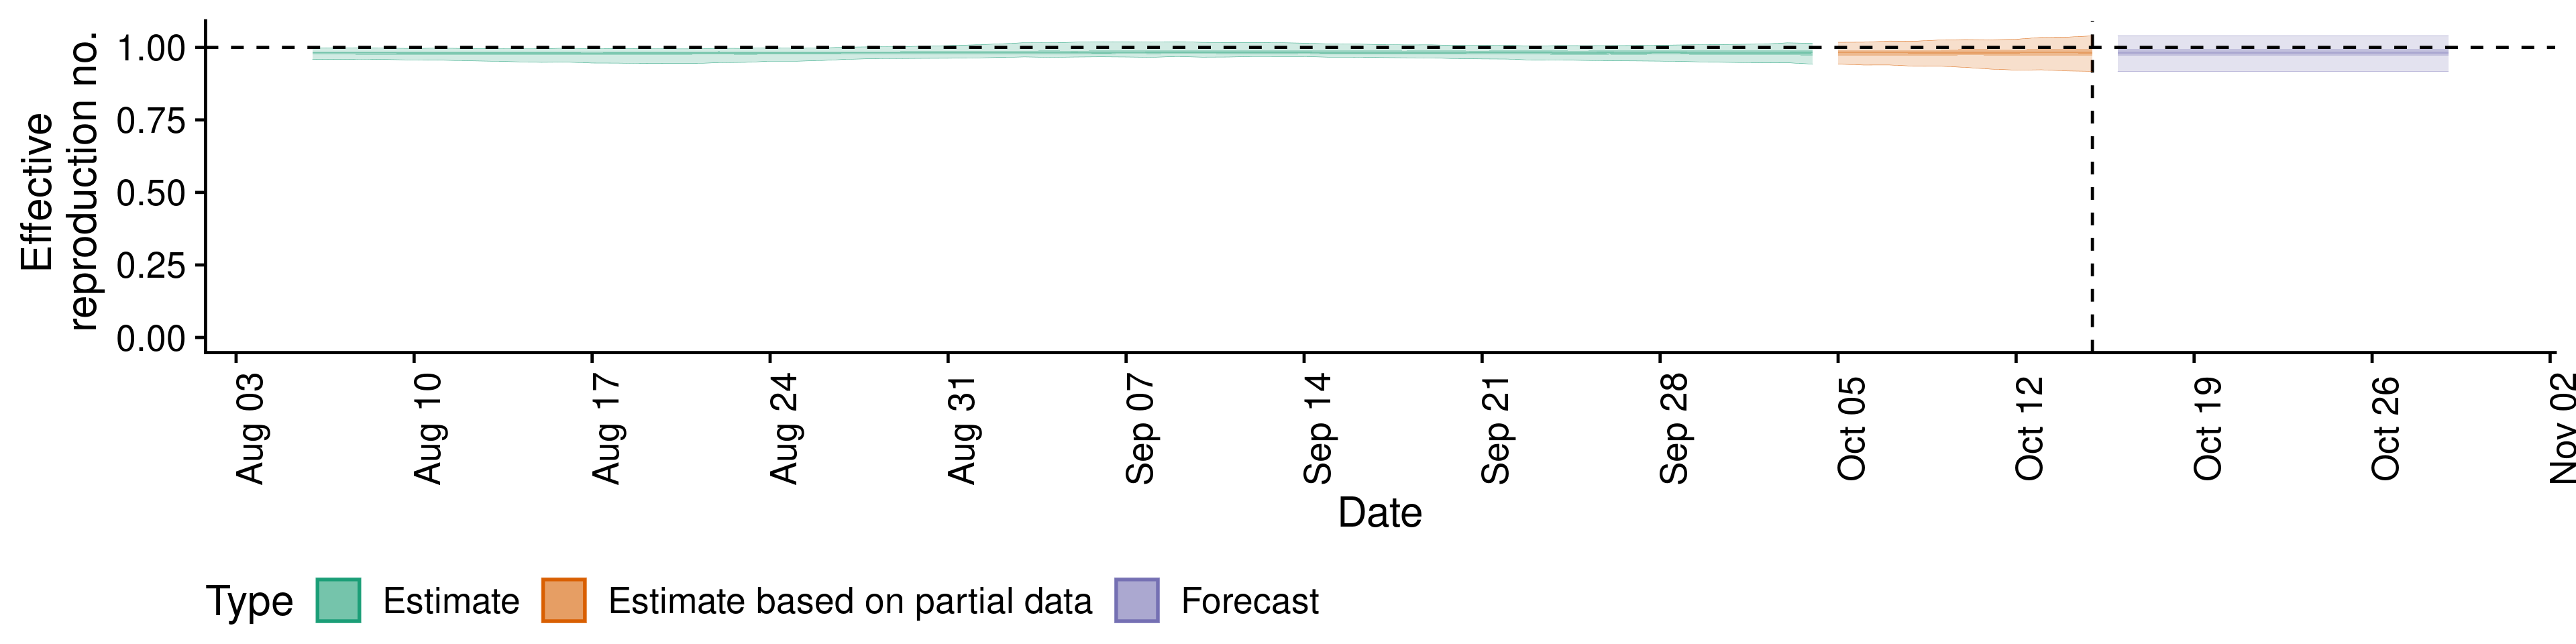 Effective
reproduction no.
1.00
0.75
0.50
0.25
0.00
Aug 03
Aug 10
Aug 17
Aug 24
Aug 31
Sep 07
Sep 14
Sep 21
Sep 28
Oct 05
Oct 12
Oct 19
Oct 26
Nov 02
Date
Type Estimate Estimate based on partial data Forecast